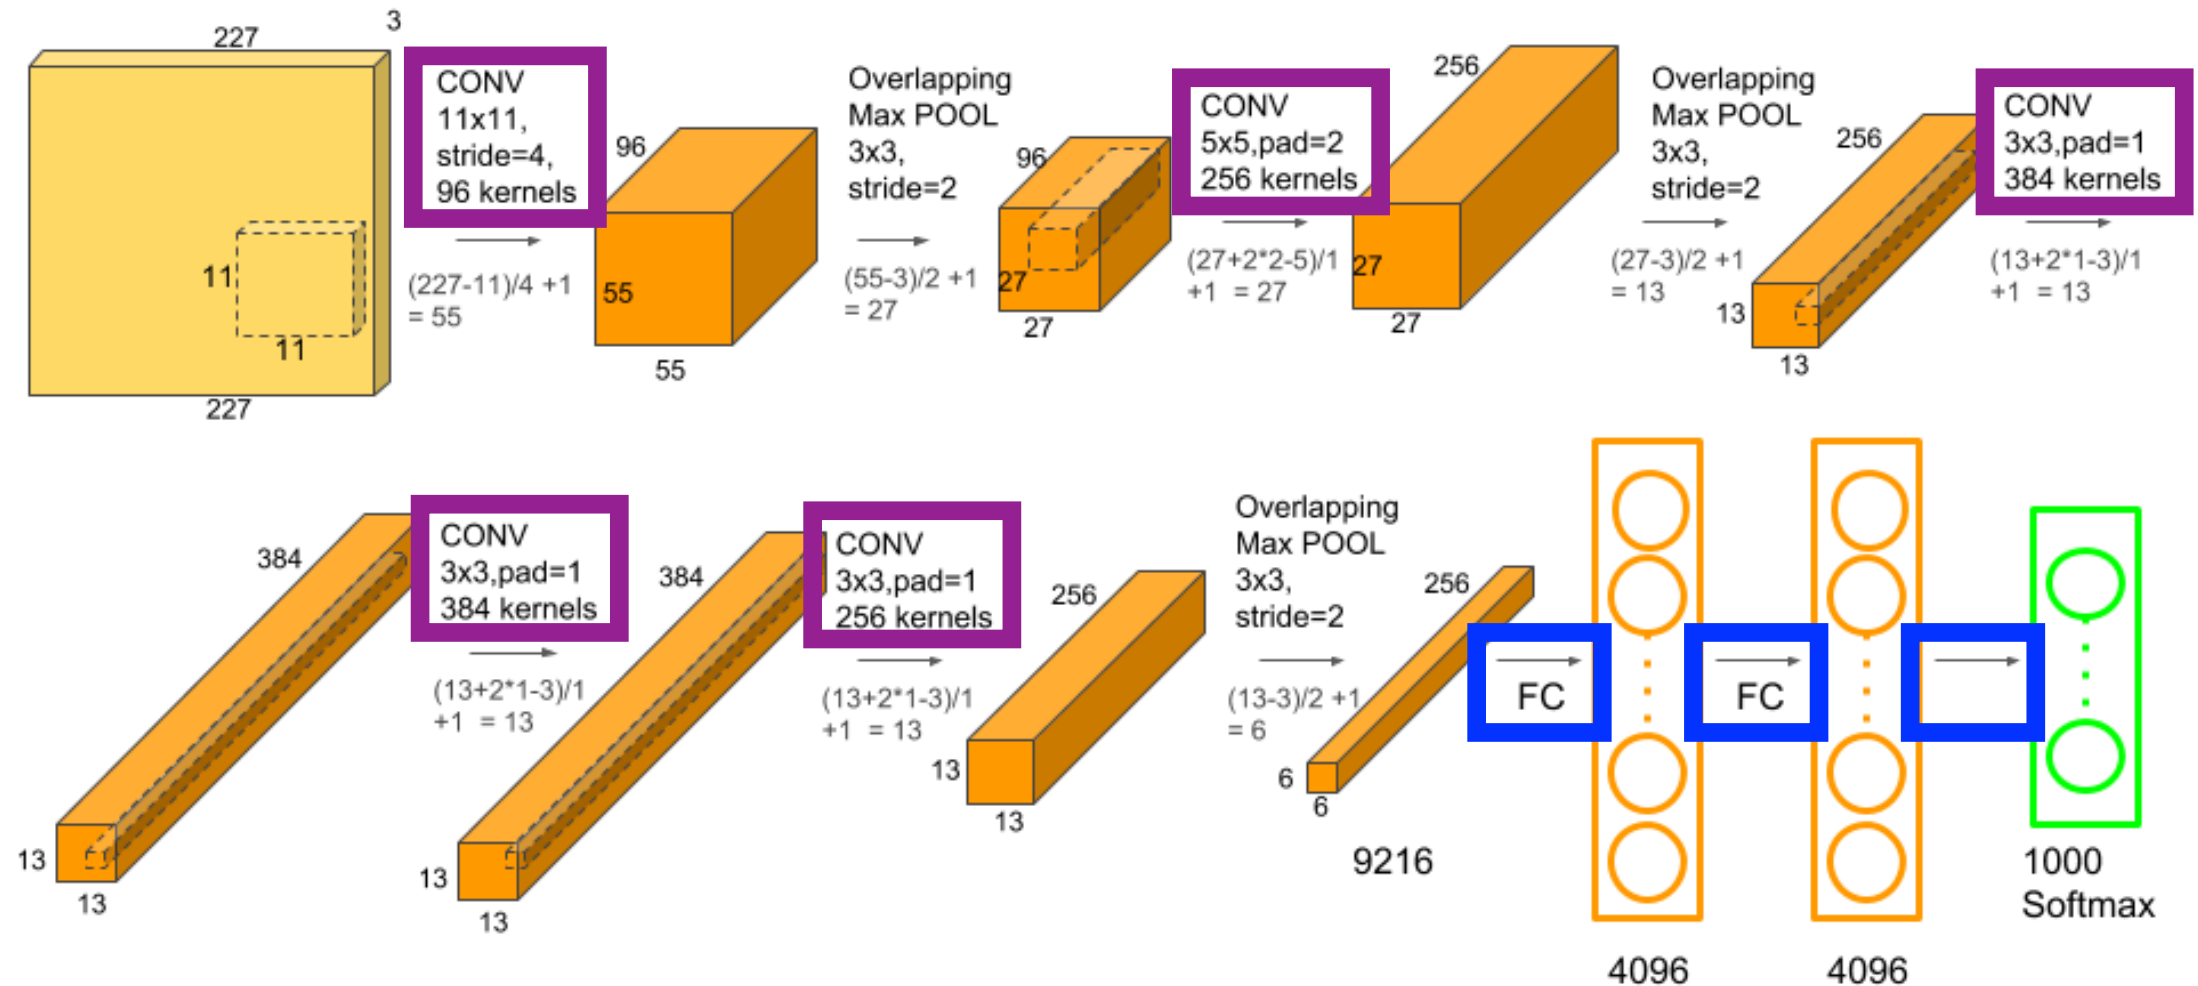 227
3
CONV
11x11,
stride=4,
96 kernels
11
11
227
(227-11)/4 +1
= 55
96
55
55
Overlapping
Max POOL
3x3,
stride=2
(55-3)/2 +1
= 27
96
27
27
CONV
5x5,pad=2
256 kernels
(27+2*2-5)/1
+1 = 27
256
27
27
Overlapping
Max POOL
3x3,
stride=2
(27-3)/2 +1
= 13
256
13
13
CONV
3x3,pad=1
384 kernels
(13+2*1-3)/1
+1 = 13
384
13
13
CONV
3x3,pad=1
384 kernels
(13+2*1-3)/1
+1 = 13
384
13
13
CONV
3x3,pad=1
256 kernels
(13+2*1-3)/1
+1 = 13
256
13
13
Overlapping
Max POOL
3x3,
stride=2
(13-3)/2 +1
= 6
256
6
6
9216
FC
4096
FC
4096
1000
Softmax